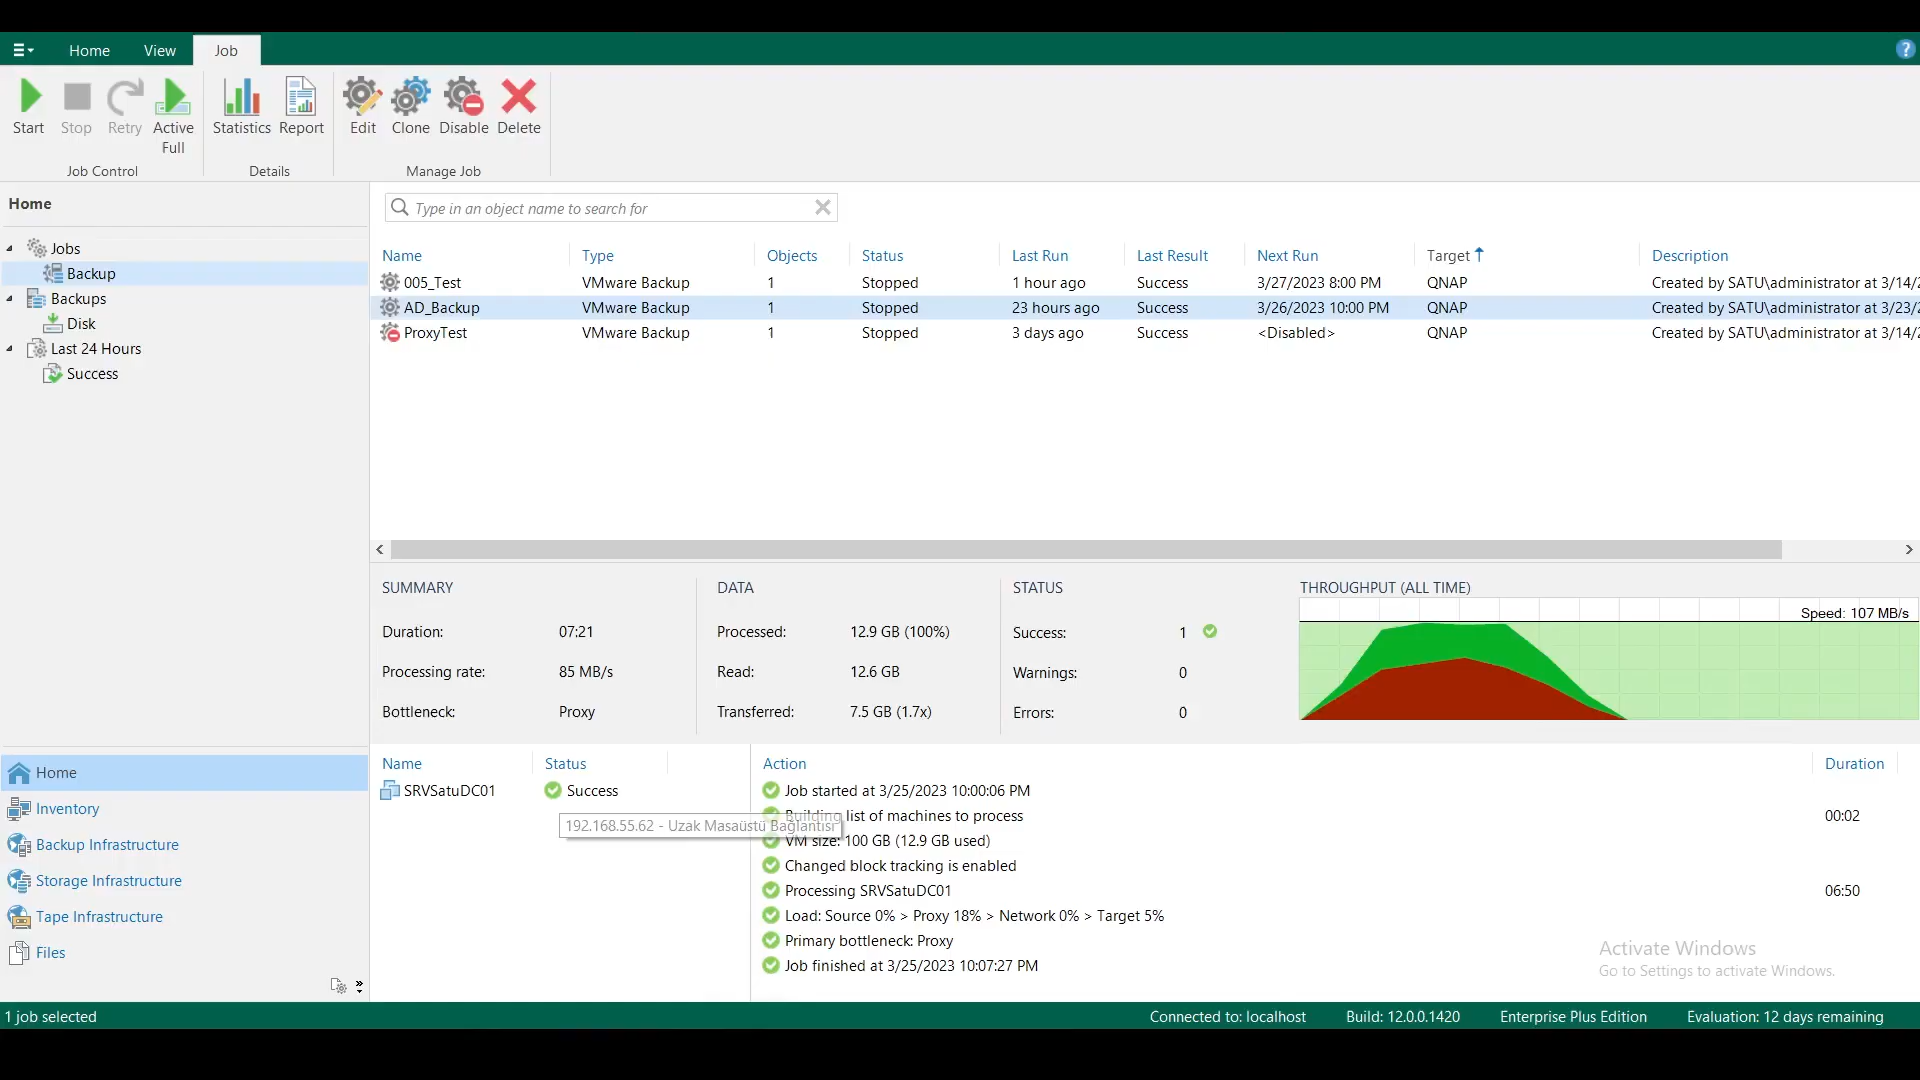 Home View Job
Start Stop Retry Active Full Statistics Report Edit Clone Disable Delete
Job Control Details Manage Job
Home
Jobs
Backup
Backups
Disk
Last 24 Hours
Success
Type in an object name to search for
Name Type Objects Status Last Run Last Result Next Run Target Description
005_Test VMware Backup 1 Stopped 1 hour ago Success 3/27/2023 8:00 PM QNAP Created by SATU\administrator at 3/14/2
AD_Backup VMware Backup 1 Stopped 23 hours ago Success 3/26/2023 10:00 PM QNAP Created by SATU\administrator at 3/23/2
ProxyTest VMware Backup 1 Stopped 3 days ago Success <Disabled> QNAP Created by SATU\administrator at 3/14/2
SUMMARY
Duration: 07:21
Processing rate: 85 MB/s
Bottleneck: Proxy
DATA
Processed: 12.9 GB (100%)
Read: 12.6 GB
Transferred: 7.5 GB (1.7x)
STATUS
Success: 1
Warnings: 0
Errors: 0
THROUGHPUT (ALL TIME)
Speed: 107 MB/s
Name Status
SRVSatuDC01 Success
192.168.55.62 - Uzak Masaüstü Bağlantısı
Action Duration
Job started at 3/25/2023 10:00:06 PM
Building list of machines to process 00:02
VM size: 100 GB (12.9 GB used)
Changed block tracking is enabled
Processing SRVSatuDC01 06:50
Load: Source 0% > Proxy 18% > Network 0% > Target 5%
Primary bottleneck: Proxy
Job finished at 3/25/2023 10:07:27 PM
Home
Inventory
Backup Infrastructure
Storage Infrastructure
Tape Infrastructure
Files
Activate Windows
Go to Settings to activate Windows.
1 job selected Connected to: localhost Build: 12.0.0.1420 Enterprise Plus Edition Evaluation: 12 days remaining